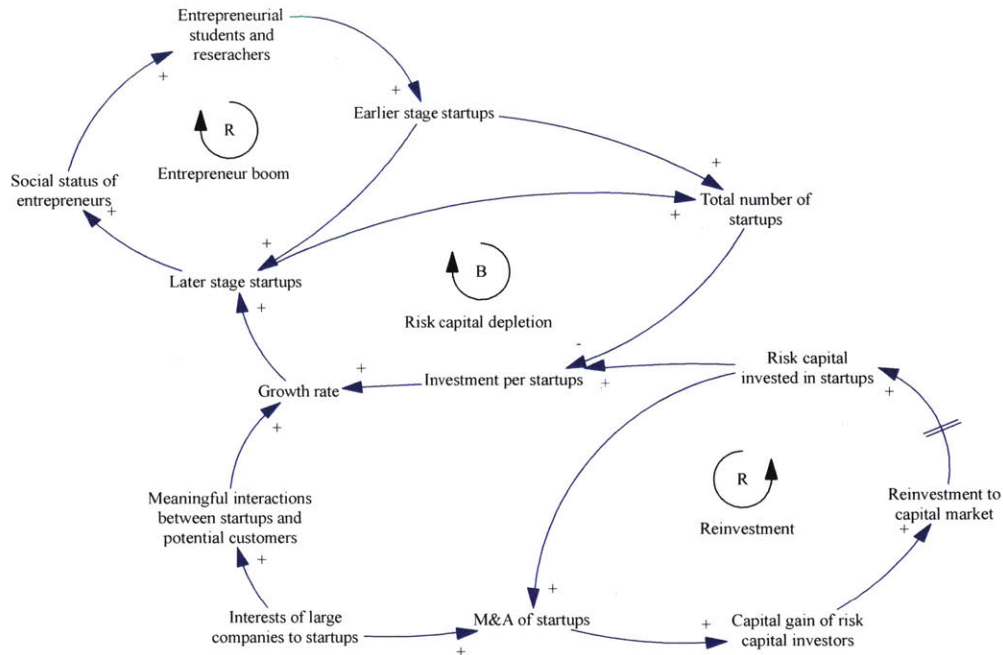 Entrepreneurial
students and
reserachers
+
+
Earlier stage startups
R
Entrepreneur boom
+
Social status of
entrepreneurs
+
Total number of
startups
+
+
Later stage startups
+
B
Risk capital depletion
-
Risk capital
invested in startups
+
Investment per startups
+
+
Growth rate
+
R
Reinvestment
Meaningful interactions
between startups and
potential customers
Reinvestment to
capital market
+
+
+
Interests of large
companies to startups
+
M&A of startups
+
Capital gain of risk
capital investors